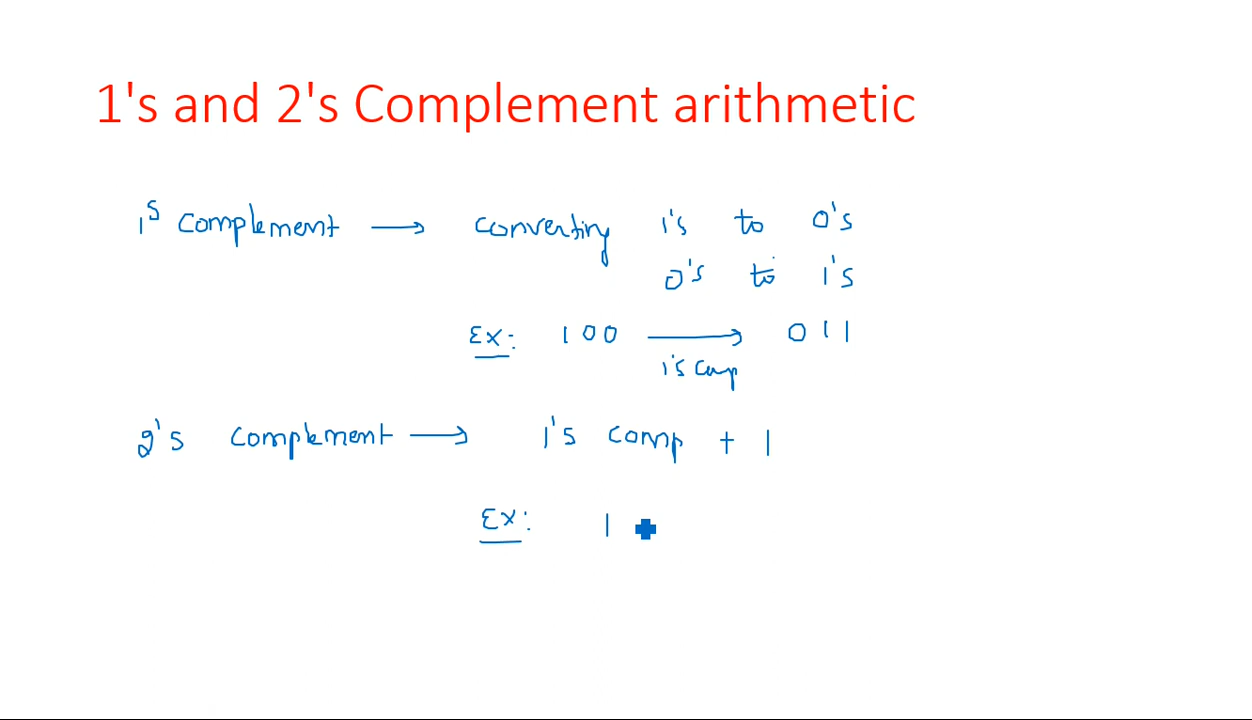 1's and 2's Complement arithmetic
1s complement → converting 1's to 0's
0's to 1's
Ex: 100 → 011
1's comp
2's complement → 1's comp + 1
Ex: 1